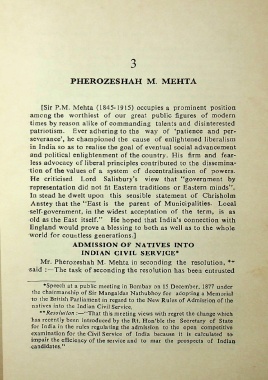 3
PHEROZESHAH M. MEHTA
[Sir P.M. Mehta (1845-1915) occupies a prominent position
among the worthiest of our great public figures of modern
times by reason alike of commanding talents and disinterested
patriotism. Ever adhering to the way of 'patience and per-
severance', he championed the cause of enlightened liberalism
in India so as to realise the goal of eventual social advancement
and political enlightenment of the country. His firm and fear-
less advocacy of liberal principles contributed to the dissemina-
tion of the values of a system of decentralisation of powers.
He criticised Lord Salisbury's view that "government by
representation did not fit Eastern traditions or Eastern minds".
In stead he dwelt upon this sensible statement of Chrisholm
Anstey that the "East is the parent of Municipalities. Local
self-government, in the widest acceptation of the term, is as
old as the East itself." He hoped that India's connection with
England would prove a blessing to both as well as to the whole
world for countless generations.]
ADMISSION OF NATIVES INTO
INDIAN CIVIL SERVICE*
Mr. Pherozeshah M. Mehta in seconding the resolution, **
said :—The task of seconding the resolution has been entrusted
*Speech at a public meeting in Bombay on 15 December, 1877 under
the chairmanship of Sir Mangaldas Nathubhoy for adopting a Memorial
to the British Parliament in regard to the New Rules of Admission of the
natives into the Indian Civil Service.
**Resolution :—"That this meeting views with regret the change which
has recently been introduced by the Rt. Hon'ble the Secretary of State
for India in the rules regulating the admission to the open competitive
examination for the Civil Service of India because it is calculated to
impair the efficiency of the service and to mar the prospects of Indian
candidates."